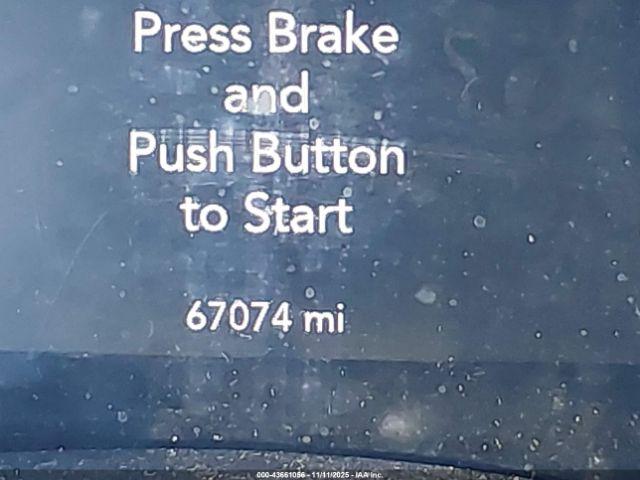 Press Brake
and
Push Button
to Start
67074 mi
000-43661056 - 11/11/2025 - IAA Inc.